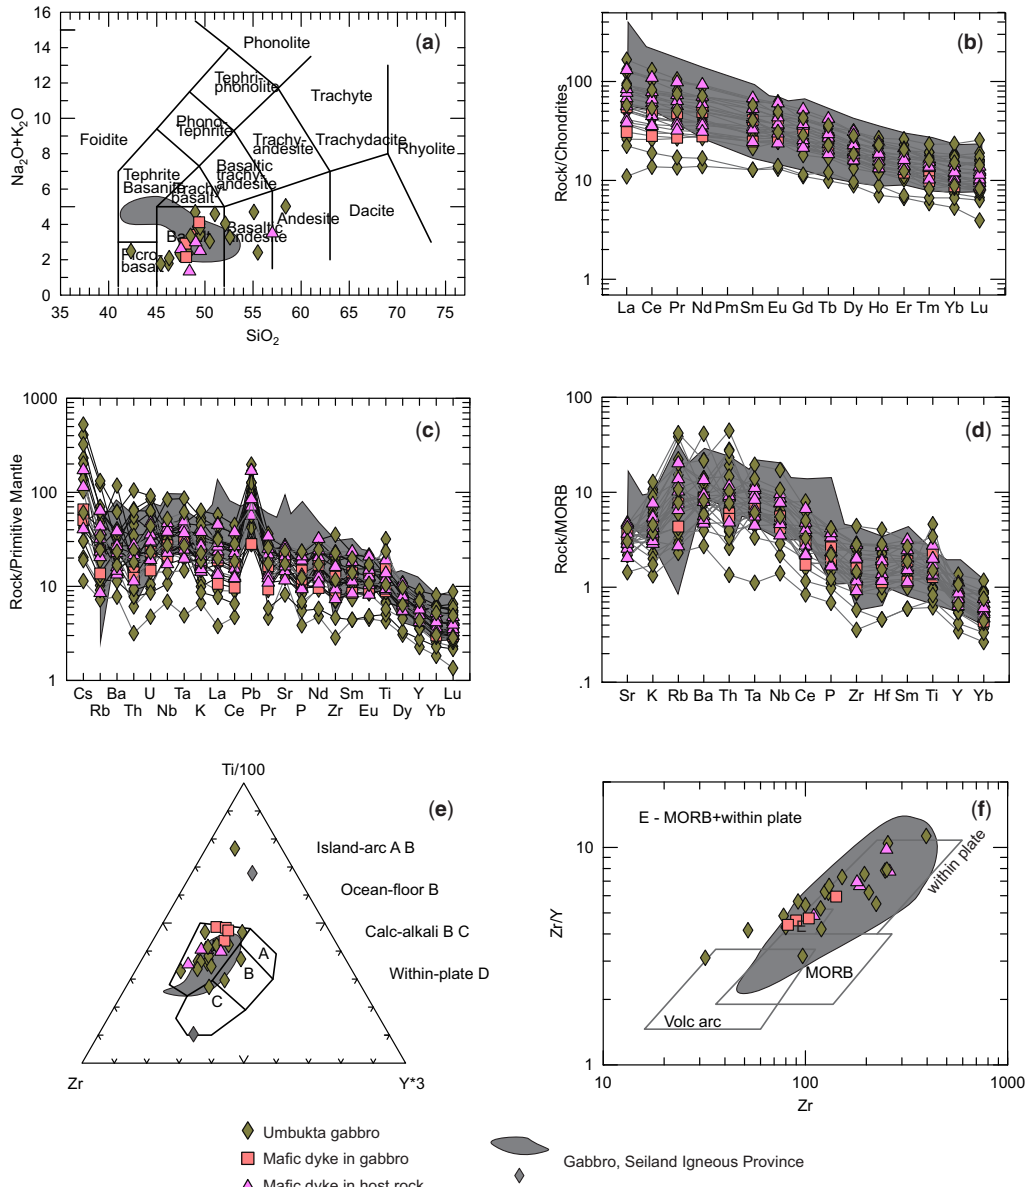 (a)
16
14
12
10
8
6
4
2
0
Na2O+K2O
Phonolite
Tephri-
phonolite
Trachyte
Phono-
Tephrite
Foidite
Trachy-
andesite
Trachydacite
Rhyolite
Tephrite
Basanite
Basaltic
trachy
andesite
Trachy
basalt
Basalt
Basaltic
andesite
Andesite
Dacite
Picro
basalt
35 40 45 50 55 60 65 70 75
SiO2
(b)
100
10
1
Rock/Chondrites
La Ce Pr Nd Pm Sm Eu Gd Tb Dy Ho Er Tm Yb Lu
(c)
1000
100
10
1
Rock/Primitive Mantle
Cs Ba U Ta La Pb Sr Nd Sm Ti Y Lu
Rb Th Nb K Ce Pr P Zr Eu Dy Yb
(d)
100
10
1
.1
Rock/MORB
Sr K Rb Ba Th Ta Nb Ce P Zr Hf Sm Ti Y Yb
Ti/100
(e)
Island-arc A B
Ocean-floor B
Calc-alkali B C
Within-plate D
A
B
C
Zr
Y*3
(f)
E - MORB+within plate
within plate
E
MORB
Volc arc
10
1
Zr/Y
10 100 1000
Zr
Umbukta gabbro
Mafic dyke in gabbro
Mafic dyke in host rock
Gabbro, Seiland Igneous Province